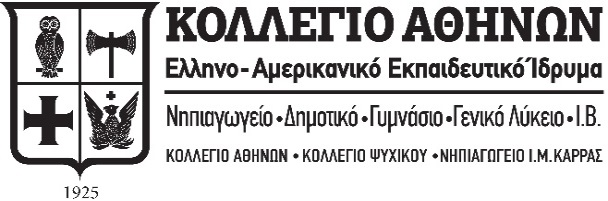 ΚΟΛΛΕΓΙΟ ΑΘΗΝΩΝ
Ελληνο-Αμερικανικό Εκπαιδευτικό Ίδρυμα
Νηπιαγωγείο•Δημοτικό•Γυμνάσιο•Γενικό Λύκειο•I.B.
ΚΟΛΛΕΓΙΟ ΑΘΗΝΩΝ • ΚΟΛΛΕΓΙΟ ΨΥΧΙΚΟΥ •ΝΗΠΙΑΓΩΓΕΙΟ Ι.Μ.ΚΑΡΡΑΣ
1925